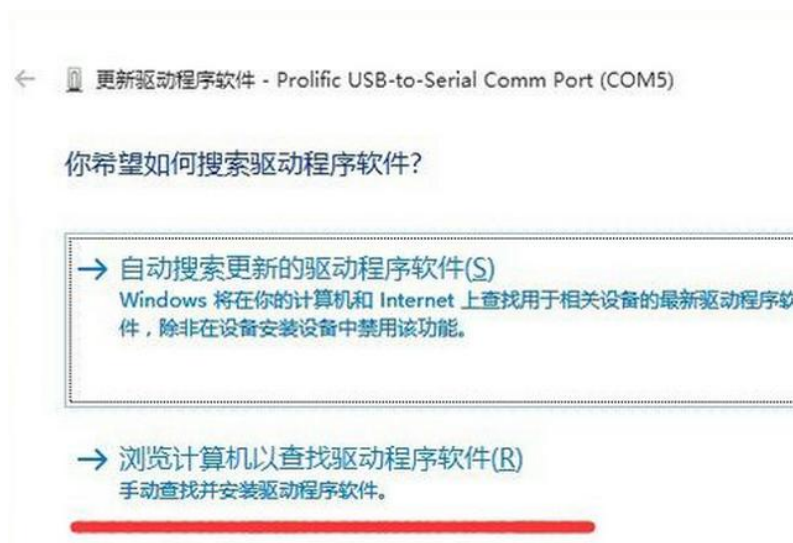 ← 更新驱动程序软件 - Prolific USB-to-Serial Comm Port (COM5)
你希望如何搜索驱动程序软件?
→ 自动搜索更新的驱动程序软件(S)
Windows 将在你的计算机和 Internet 上查找用于相关设备的最新驱动程序软
件，除非在设备安装设备中禁用该功能。
→ 浏览计算机以查找驱动程序软件(R)
手动查找并安装驱动程序软件。